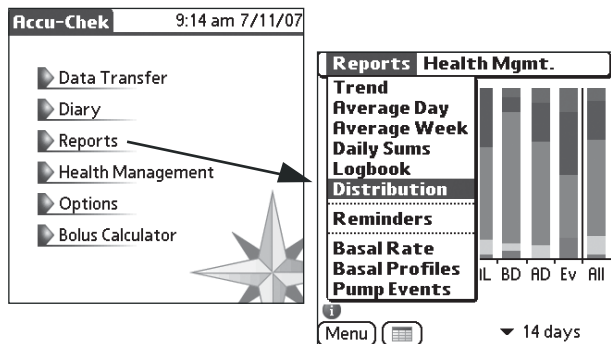 Accu-Chek 9:14 am 7/11/07
Data Transfer
Diary
Reports
Health Management
Options
Bolus Calculator
Reports Health Mgmt.
Trend
Average Day
Average Week
Daily Sums
Logbook
Distribution
Reminders
Basal Rate
Basal Profiles
Pump Events
BD AD Ev All
i
Menu
14 days